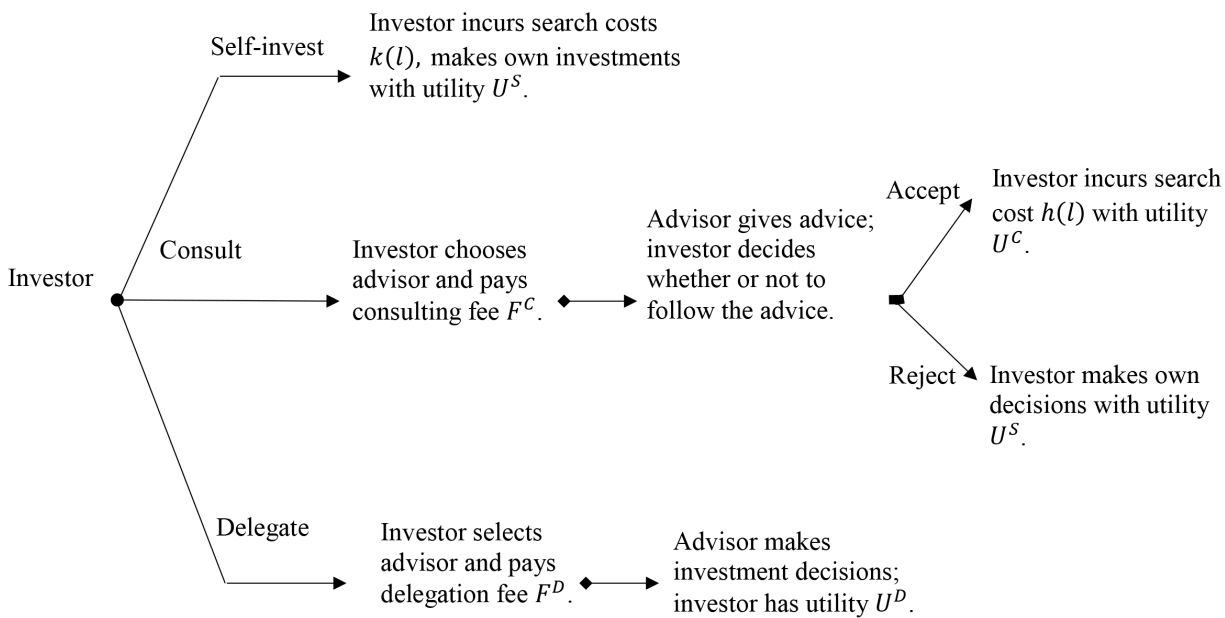 Investor
Self-invest
Investor incurs search costs
k(l), makes own investments
with utility U^S.
Consult
Investor chooses
advisor and pays
consulting fee F^C.
Advisor gives advice;
investor decides
whether or not to
follow the advice.
Accept
Investor incurs search
cost h(l) with utility
U^C.
Reject
Investor makes own
decisions with utility
U^S.
Delegate
Investor selects
advisor and pays
delegation fee F^D.
Advisor makes
investment decisions;
investor has utility U^D.